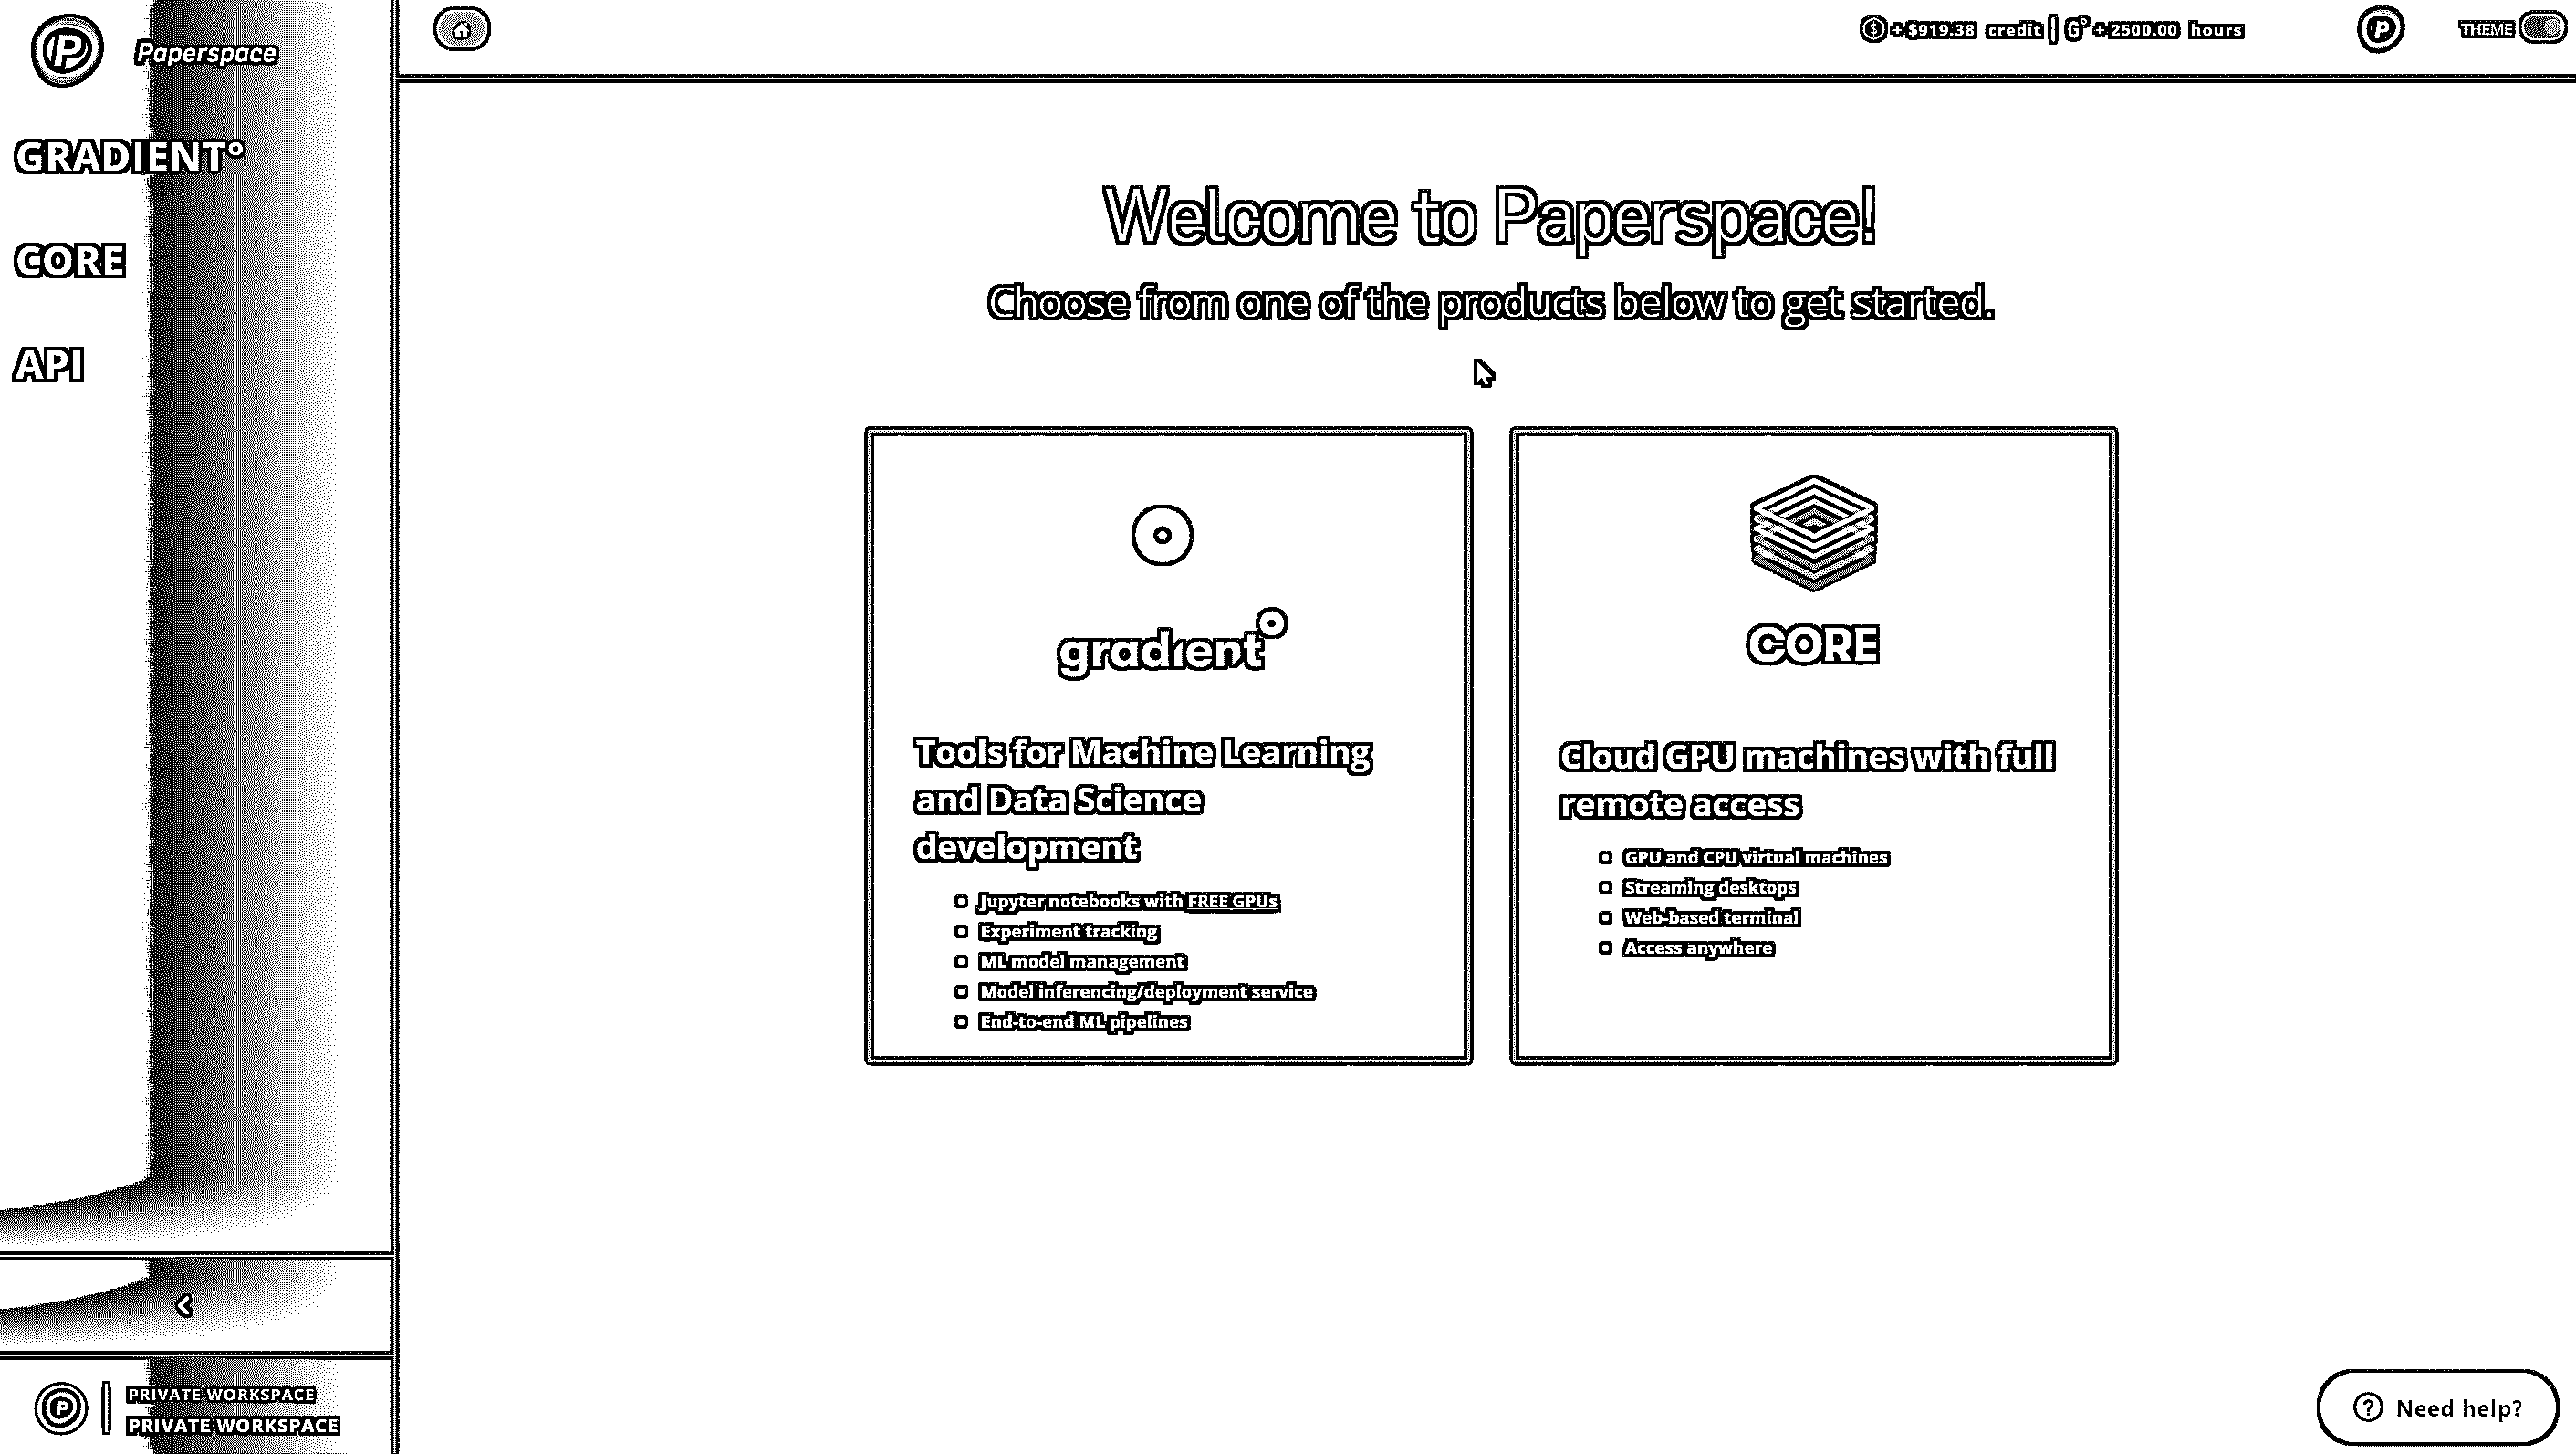 Paperspace
+ $919.38 credit | G° + 2500.00 hours
THEME
GRADIENT°
CORE
API
Welcome to Paperspace!
Choose from one of the products below to get started.
gradient
Tools for Machine Learning
and Data Science
development
Jupyter notebooks with FREE GPUs
Experiment tracking
ML model management
Model inferencing/deployment service
End-to-end ML pipelines
CORE
Cloud GPU machines with full
remote access
GPU and CPU virtual machines
Streaming desktops
Web-based terminal
Access anywhere
PRIVATE WORKSPACE
PRIVATE WORKSPACE
Need help?